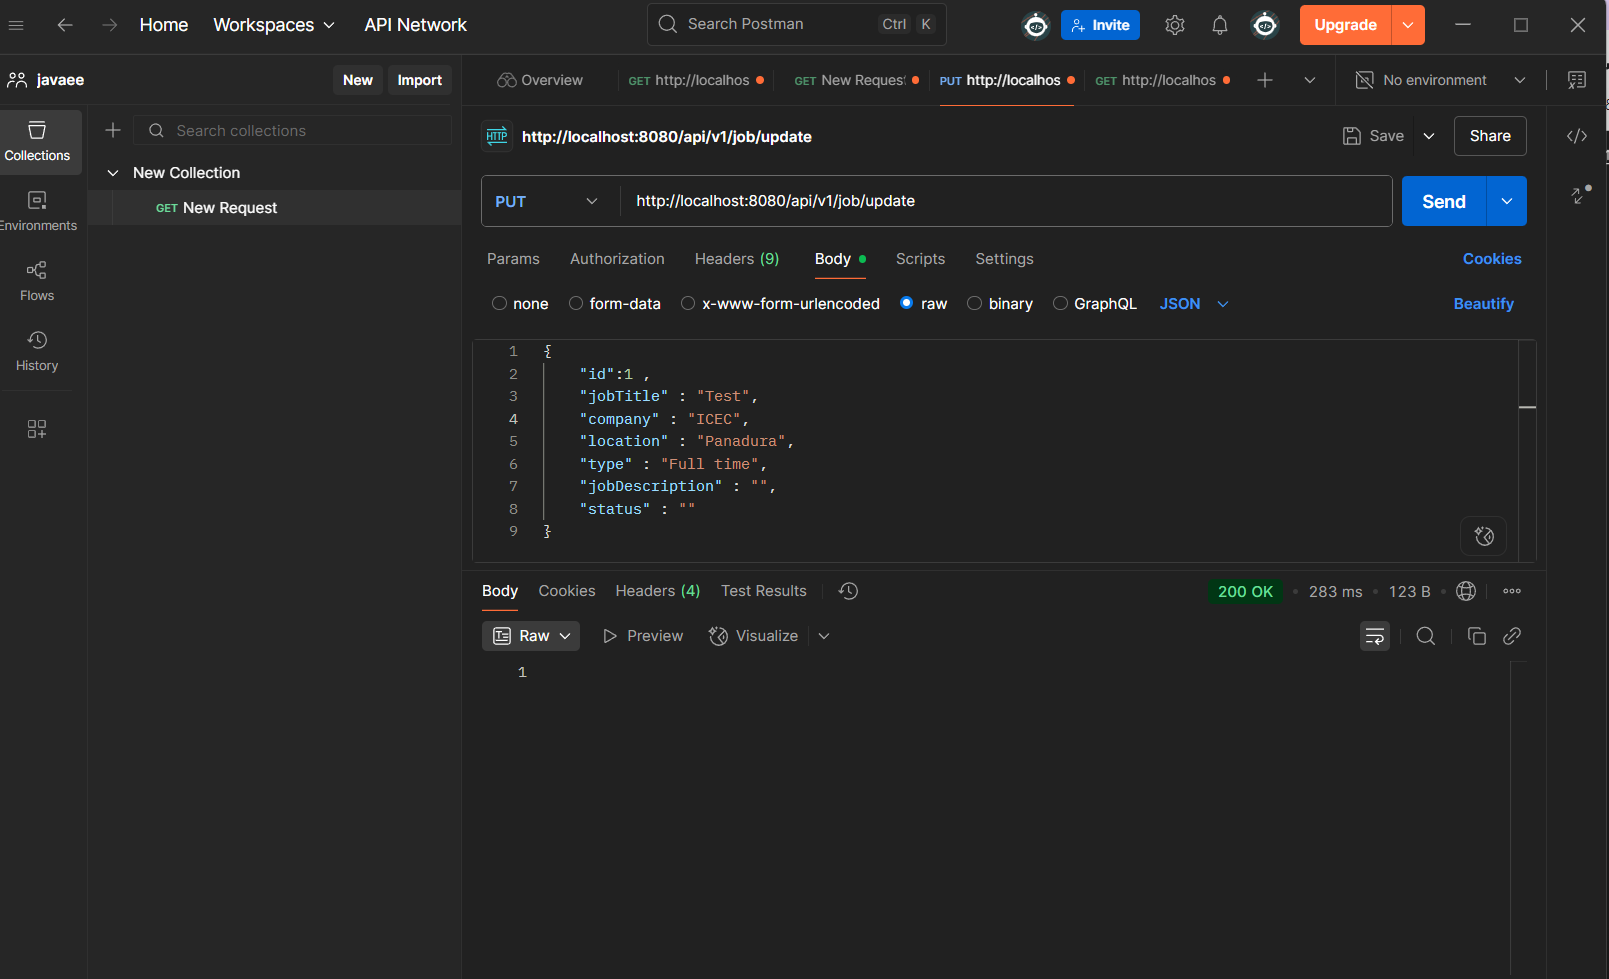 Home Workspaces API Network Search Postman Ctrl K Invite Upgrade
javaee New Import Overview GET http://localhos GET New Reques PUT http://localhos GET http://localhos No environment
Collections
Environments
Flows
History
Search collections
New Collection
GET New Request
HTTP http://localhost:8080/api/v1/job/update Save Share
PUT http://localhost:8080/api/v1/job/update Send
Params Authorization Headers (9) Body Scripts Settings Cookies
none form-data x-www-form-urlencoded raw binary GraphQL JSON Beautify
1 {
2 "id":1 ,
3 "jobTitle" : "Test",
4 "company" : "ICEC",
5 "location" : "Panadura",
6 "type" : "Full time",
7 "jobDescription" : "",
8 "status" : ""
9 }
Body Cookies Headers (4) Test Results 200 OK • 283 ms • 123 B
Raw Preview Visualize
1